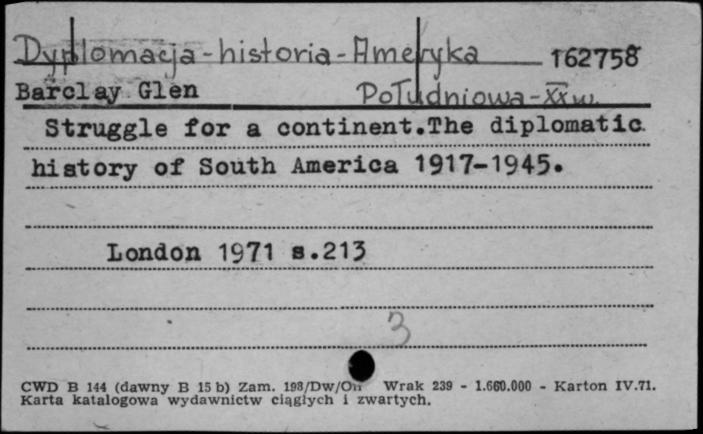 Dyplomacja - historia - Ameryka 162758
Barclay Glen Południowa - XX w.
Struggle for a continent.The diplomatic
history of South America 1917-1945.
London 1971 s.213
3
CWD B 144 (dawny B 15 b) Zam. 198/Dw/On Wrak 239 - 1.660.000 - Karton IV.71.
Karta katalogowa wydawnictw ciągłych i zwartych.